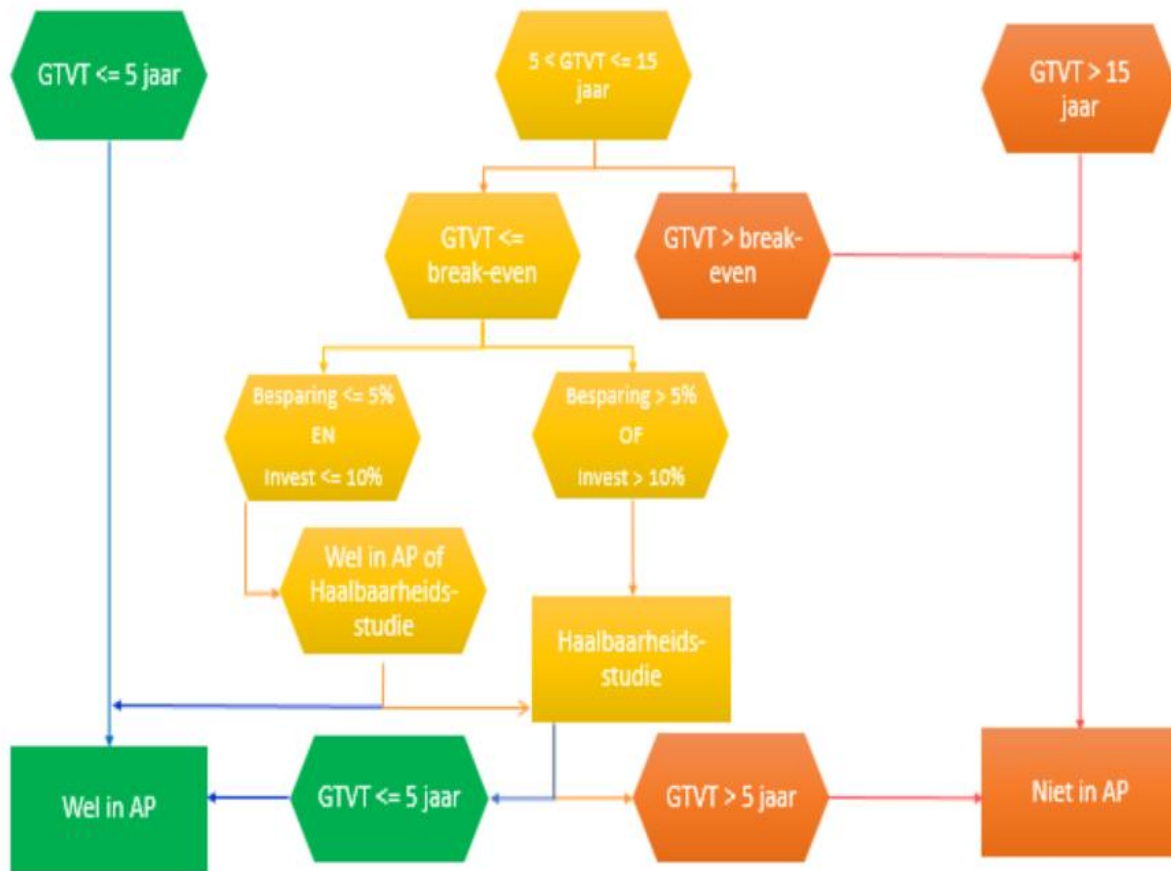 GTVT <= 5 jaar
5 < GTVT <= 15
jaar
GTVT > 15
jaar
GTVT <=
break-even
GTVT > break-
even
Besparing <= 5%
EN
Invest <= 10%
Besparing > 5%
OF
Invest > 10%
Wel in AP of
Haalbaarheids-
studie
Haalbaarheids-
studie
Wel in AP
GTVT <= 5 jaar
GTVT > 5 jaar
Niet in AP